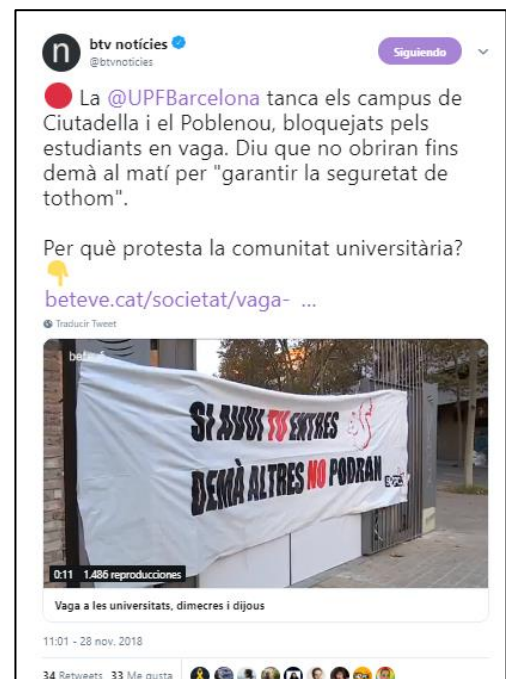 btv notícies
@btvnoticies
Siguiendo
La @UPFBarcelona tanca els campus de
Ciutadella i el Poblenou, bloquejats pels
estudiants en vaga. Diu que no obriran fins
demà al matí per "garantir la seguretat de
tothom".
Per què protesta la comunitat universitària?
beteve.cat/societat/vaga- ...
Traducir Tweet
SI AVUI TU ENTRES
DEMÀ ALTRES NO PODRAN
0:11 1.486 reproducciones
Vaga a les universitats, dimecres i dijous
11:01 - 28 nov. 2018
34 Retweets 33 Me gusta